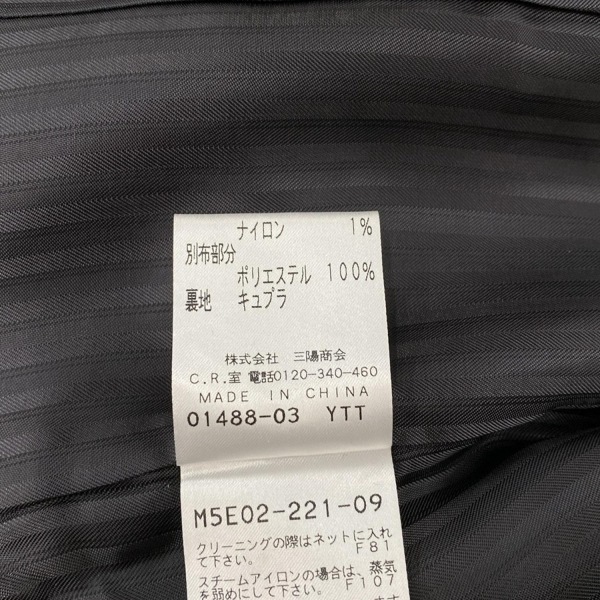 ナイロン 1%
別布部分
ポリエステル 100%
裏地 キュプラ
株式会社 三陽商会
C.R.室 電話0120-340-460
MADE IN CHINA
01488-03 YTT
M5E02-221-09
クリーニングの際はネットに入れ
て下さい。 F81
スチームアイロンの場合は、蒸気
を弱めにして下さい。 F107